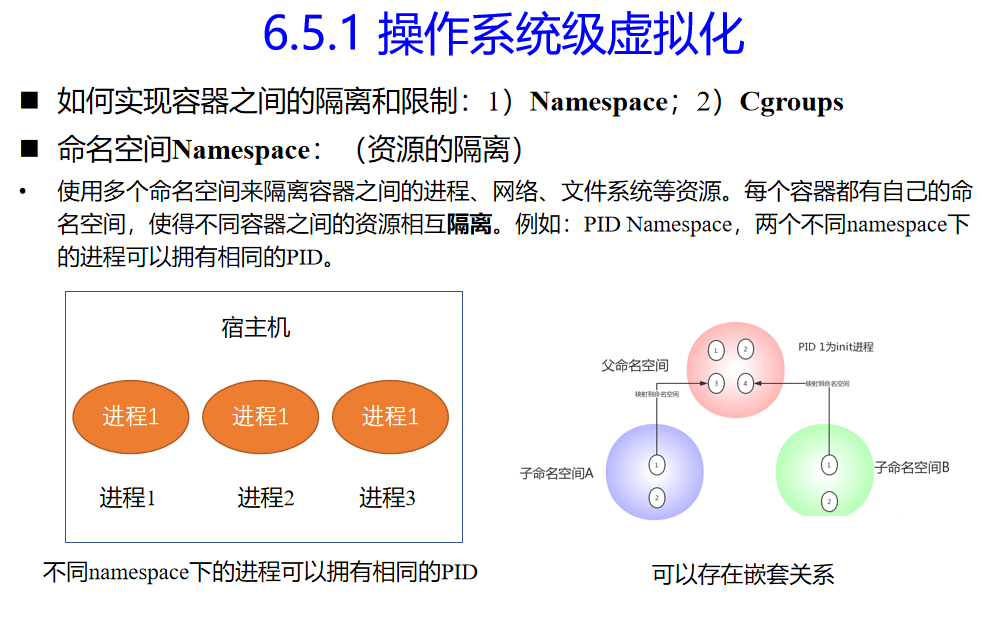 6.5.1 操作系统级虚拟化
■ 如何实现容器之间的隔离和限制：1）Namespace；2）Cgroups
■ 命名空间Namespace：（资源的隔离）
• 使用多个命名空间来隔离容器之间的进程、网络、文件系统等资源。每个容器都有自己的命
名空间，使得不同容器之间的资源相互隔离。例如：PID Namespace，两个不同namespace下
的进程可以拥有相同的PID。
宿主机
进程1 进程1 进程1
进程1 进程2 进程3
不同namespace下的进程可以拥有相同的PID
父命名空间
1 2
3 4
PID 1为init进程
映射到命名空间
映射到命名空间
子命名空间A
1
2
子命名空间B
1
2
可以存在嵌套关系